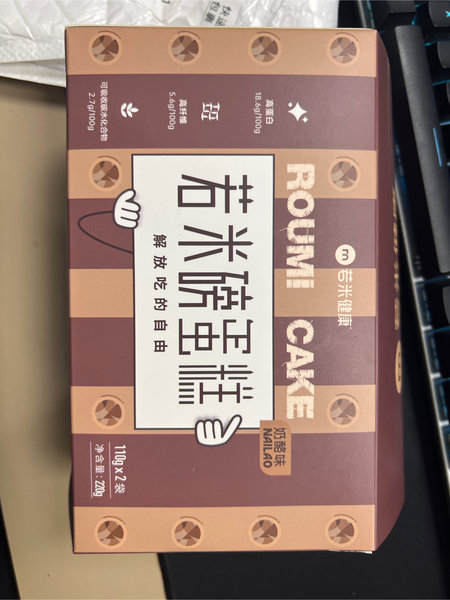 m 若米健康
ROUMI CAKE
高蛋白
18.6g/100g
高纤维
5.6g/100g
可吸收碳水化合物
2.7g/100g
若米磅蛋糕
解放吃的自由
奶酪味
NAILAO
110g x 2 袋
净含量：220g